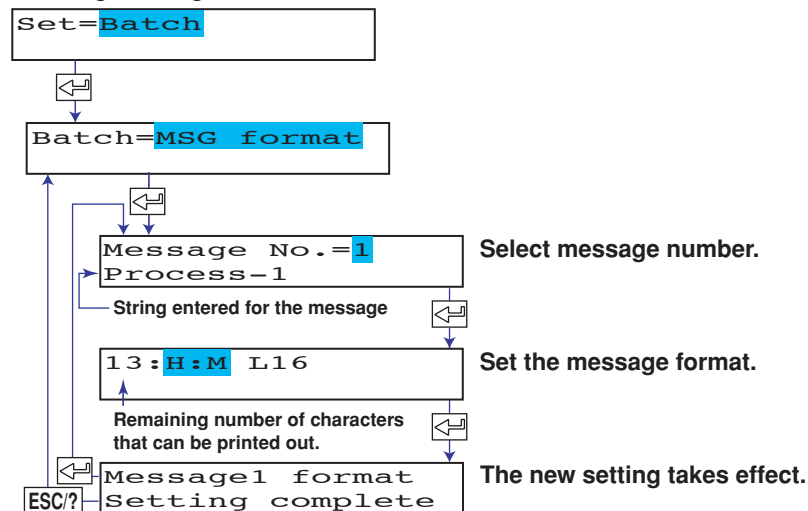 Set=Batch
Batch=MSG format
Message No.=1
Process-1
Select message number.
String entered for the message
13:H:M L16
Set the message format.
Remaining number of characters
that can be printed out.
Message1 format
Setting complete
The new setting takes effect.
ESC/?